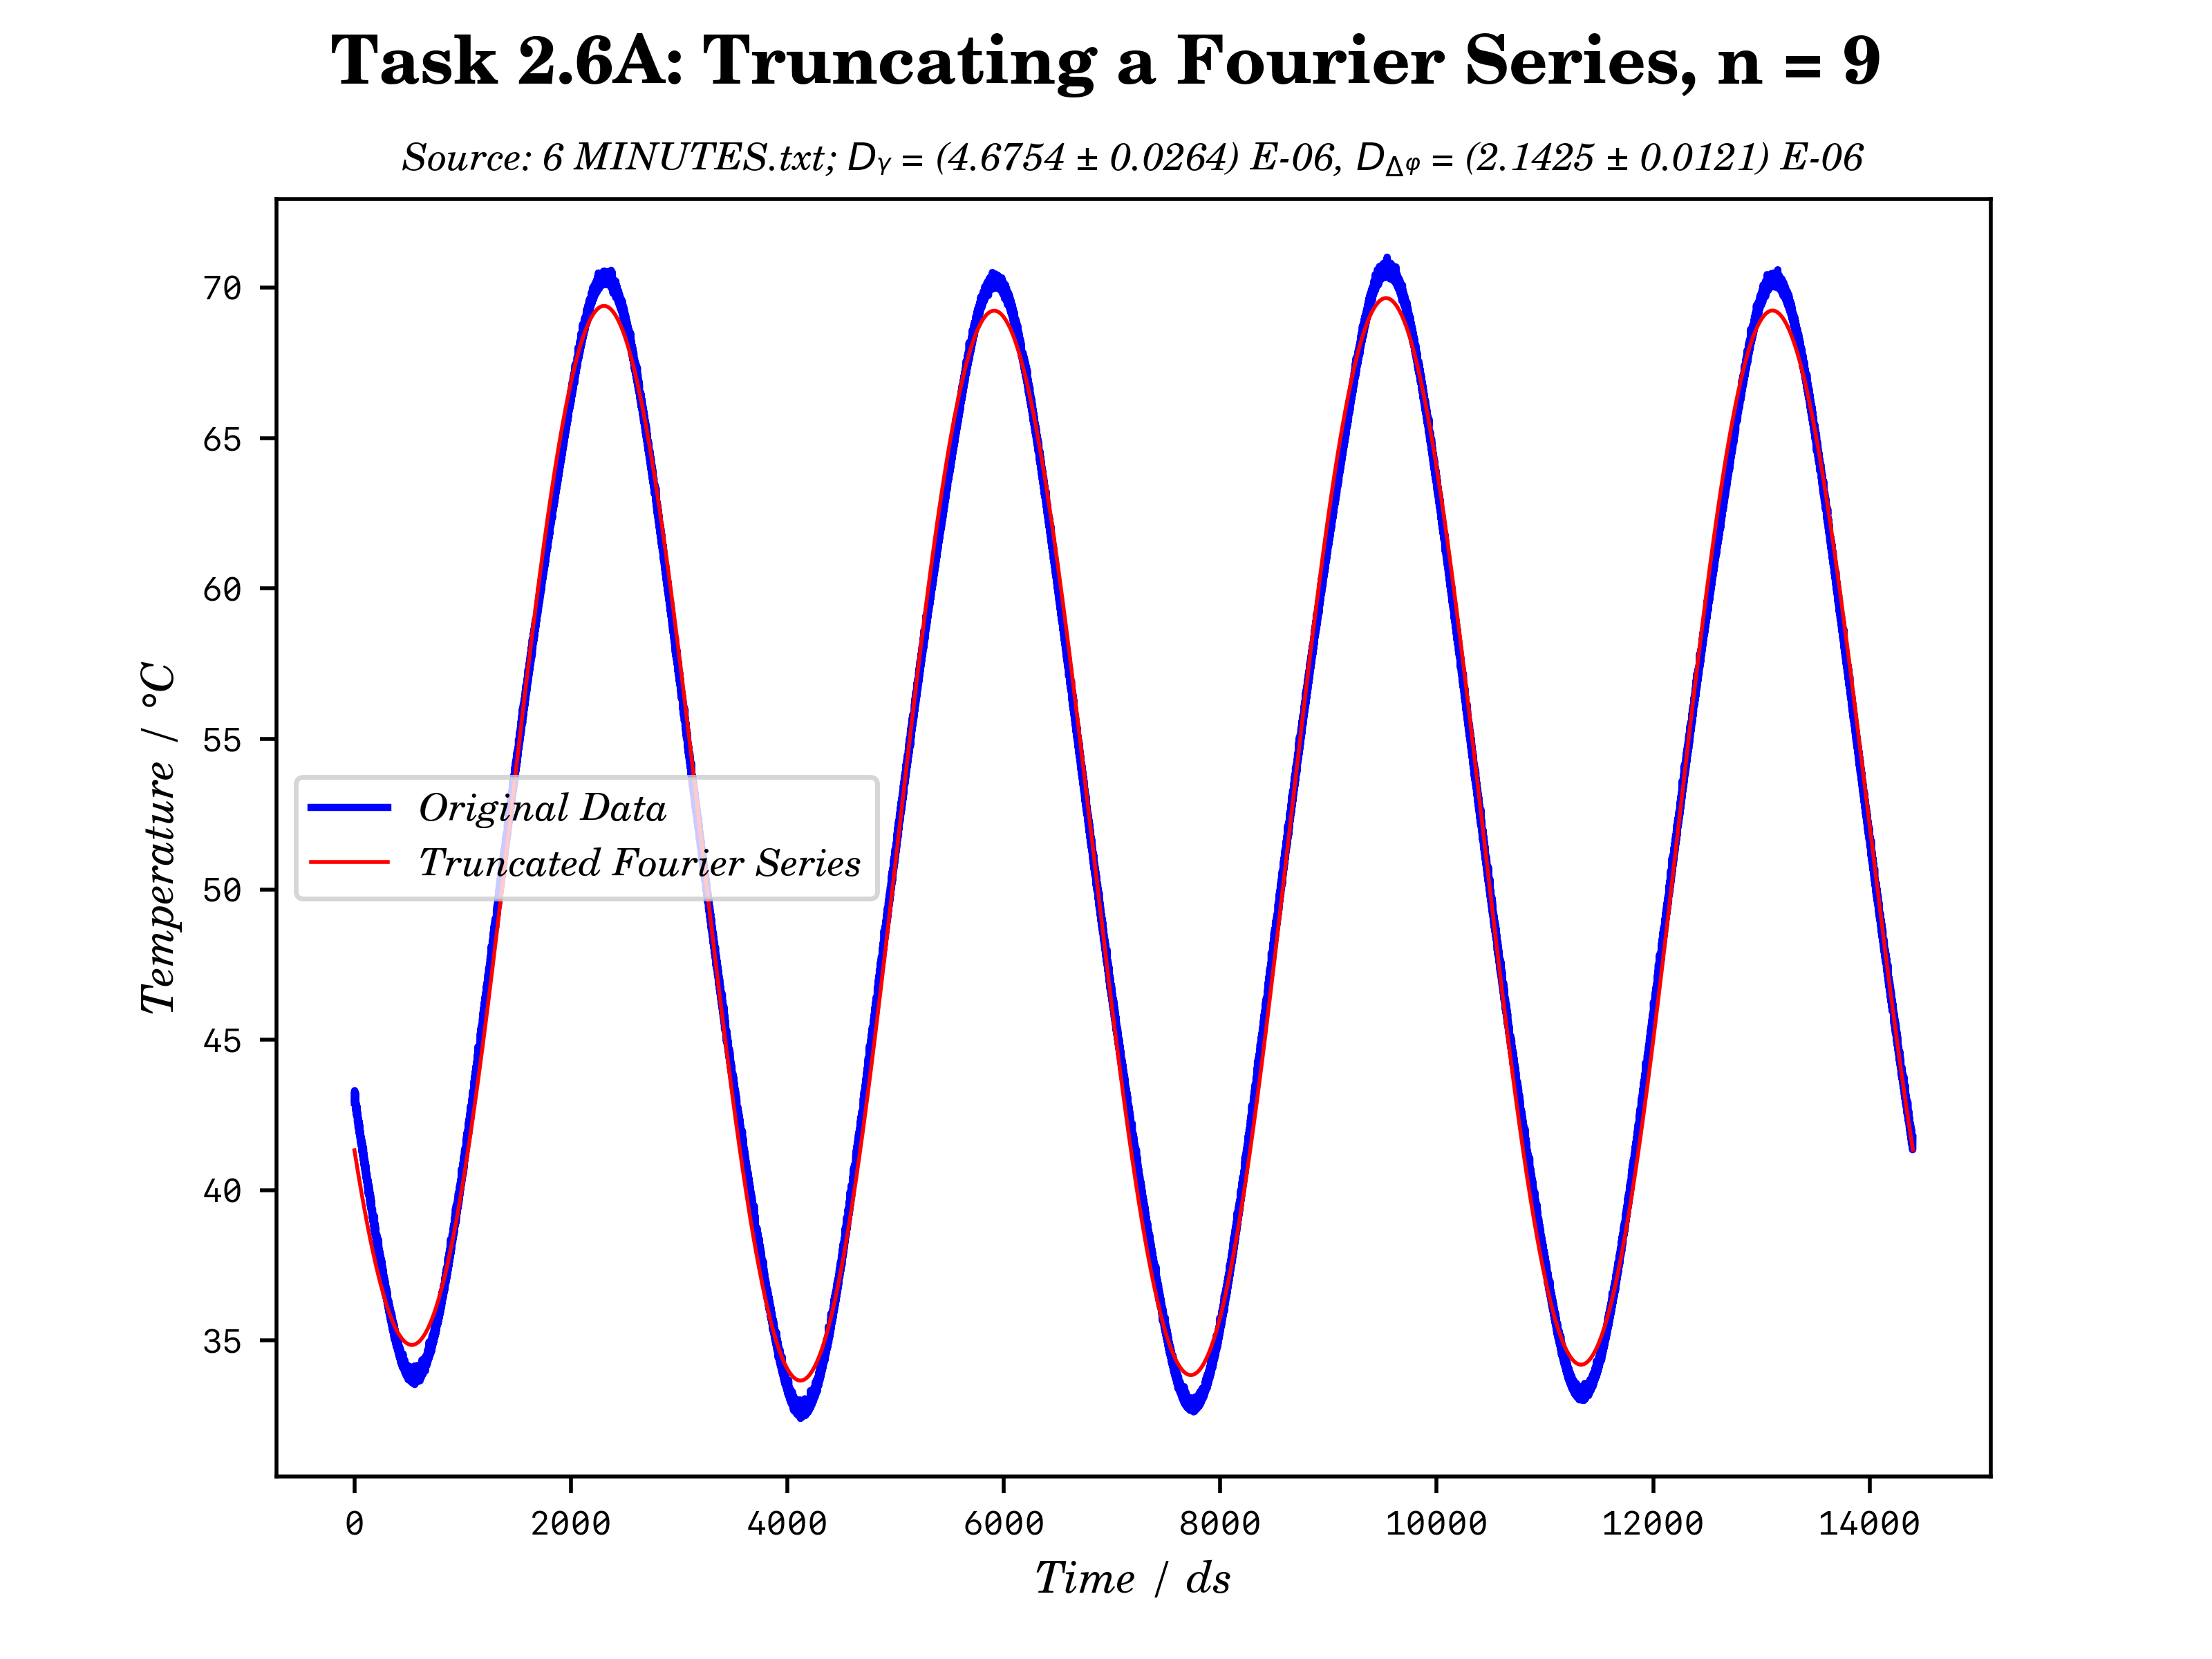 Task 2.6A: Truncating a Fourier Series, n = 9
Source: 6 MINUTES.txt; Dᵧ = (4.6754 ± 0.0264) E-06, D_Δφ = (2.1425 ± 0.0121) E-06
Temperature / °C
70
65
60
55
50
45
40
35
Original Data
Truncated Fourier Series
0 2000 4000 6000 8000 10000 12000 14000
Time / ds